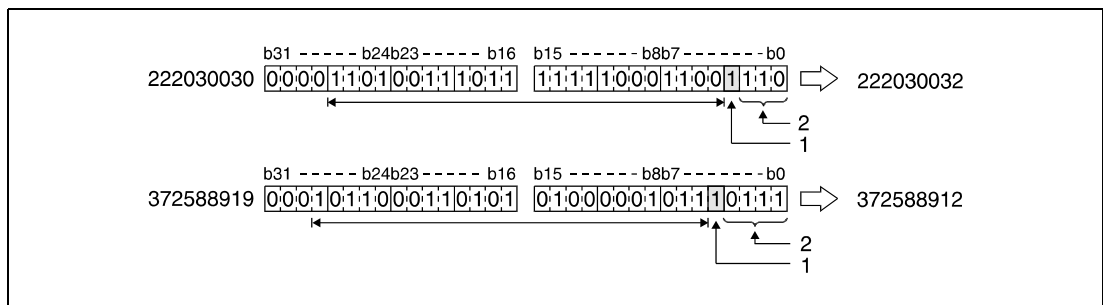 b31 ----- b24b23 ----- b16 b15 ------ b8b7 ------ b0
222030030 0000110100111011 1111100011001110 222030032
2
1
b31 ----- b24b23 ----- b16 b15 ------ b8b7 ------ b0
372588919 0001011000110101 0100000101110111 372588912
2
1